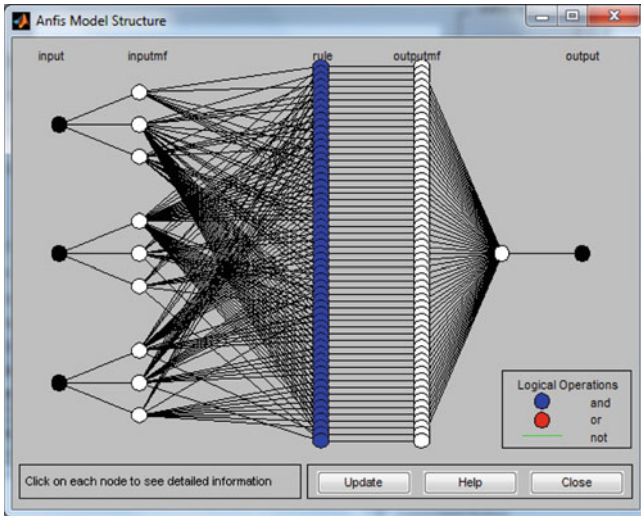 Anfis Model Structure
input inputmf rule outputmf output
Logical Operations
and
or
not
Click on each node to see detailed information
Update Help Close